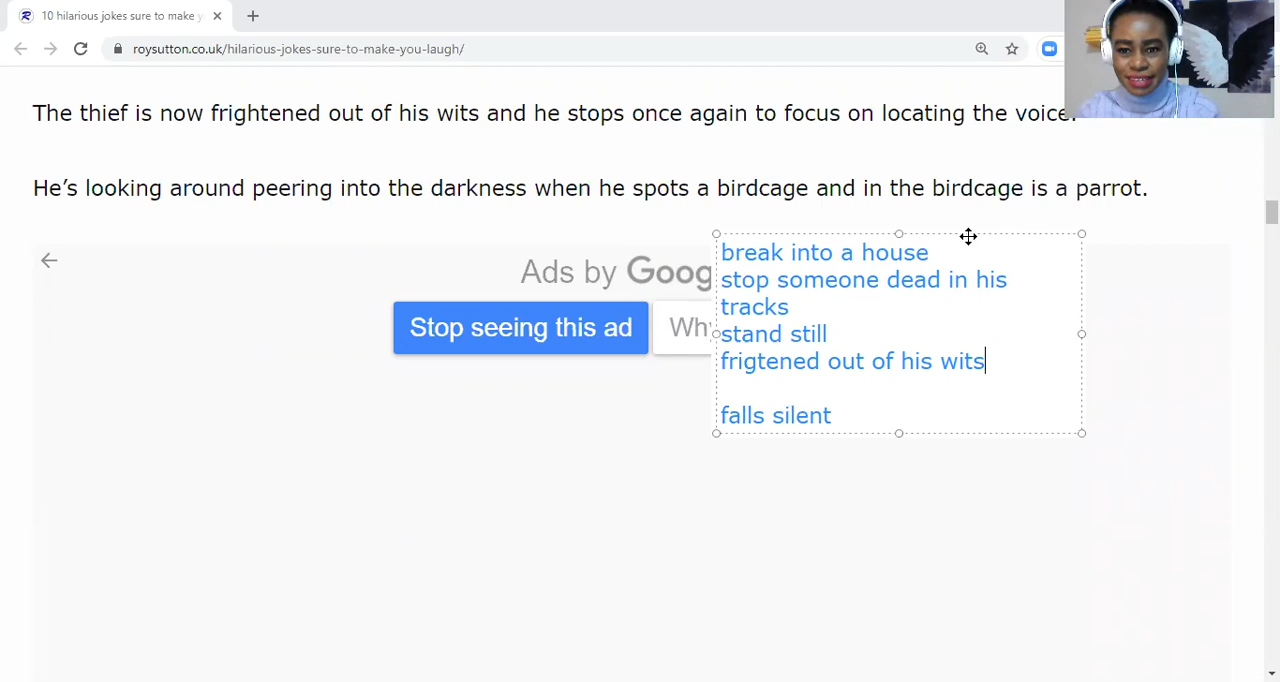 10 hilarious jokes sure to make y
roysutton.co.uk/hilarious-jokes-sure-to-make-you-laugh/
The thief is now frightened out of his wits and he stops once again to focus on locating the voice.
He’s looking around peering into the darkness when he spots a birdcage and in the birdcage is a parrot.
Ads by Goog
Stop seeing this ad
Why
break into a house
stop someone dead in his
tracks
stand still
frigtened out of his wits
falls silent